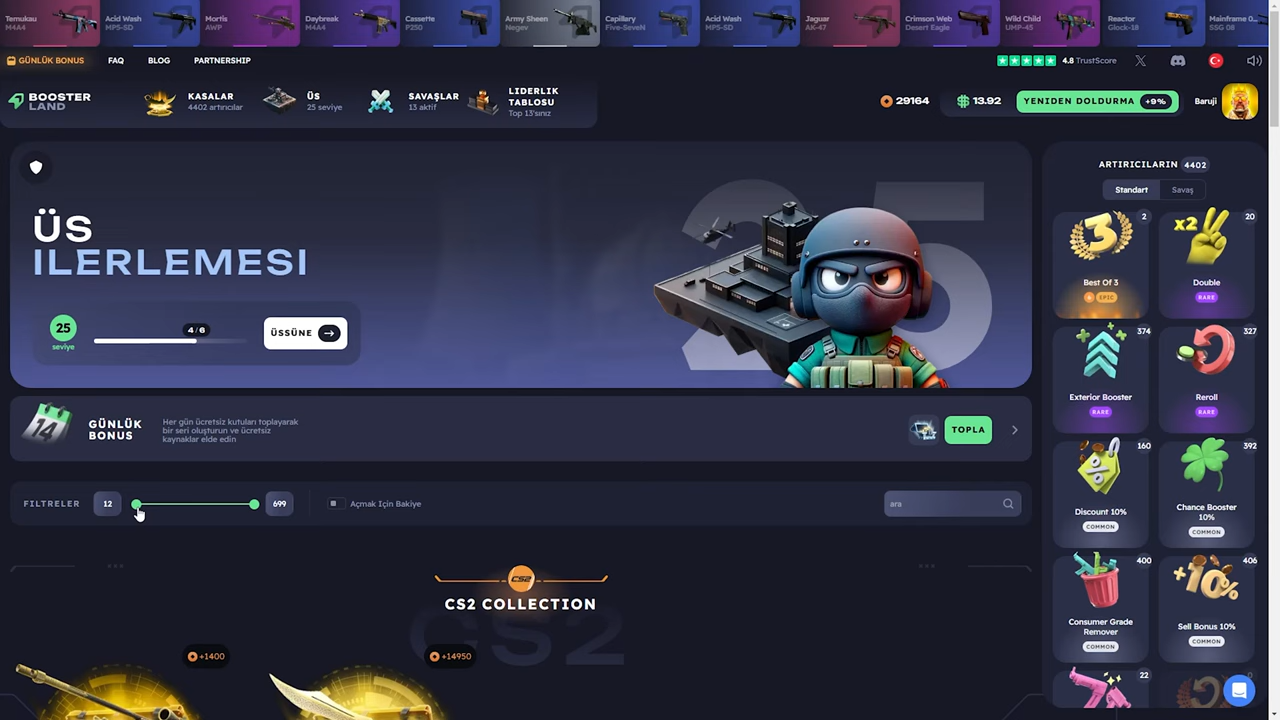 Temukau
M4A4
Acid Wash
MP5-SD
Mortis
AWP
Daybreak
M4A4
Cassette
P250
Army Sheen
Negev
Capillary
Five-SeveN
Acid Wash
MP5-SD
Jaguar
AK-47
Crimson Web
Desert Eagle
Wild Child
UMP-45
Reactor
Glock-18
Mainframe 0...
SSG 08
GÜNLÜK BONUS
FAQ
BLOG
PARTNERSHIP
4.8 TrustScore
BOOSTER
LAND
KASALAR
4402 artırıcılar
ÜS
25 seviye
SAVAŞLAR
13 aktif
LIDERLIK
TABLOSU
Top 13'sınız
29164
13.92
YENIDEN DOLDURMA +9%
Baruji
ÜS
ILERLEMESI
25
seviye
4/6
ÜSSÜNE
25
ARTIRICILARIN 4402
Standart
Savaş
2
Best Of 3
EPIC
x2
20
Double
RARE
374
Exterior Booster
RARE
327
Reroll
RARE
160
Discount 10%
COMMON
392
Chance Booster
10%
COMMON
400
Consumer Grade
Remover
COMMON
+10%
406
Sell Bonus 10%
COMMON
22
14
GÜNLÜK
BONUS
Her gün ücretsiz kutuları toplayarak
bir seri oluşturun ve ücretsiz
kaynaklar elde edin
TOPLA
FILTRELER
12
699
Açmak Için Bakiye
ara
CS2
CS2 COLLECTION
CS2
+1400
+14950